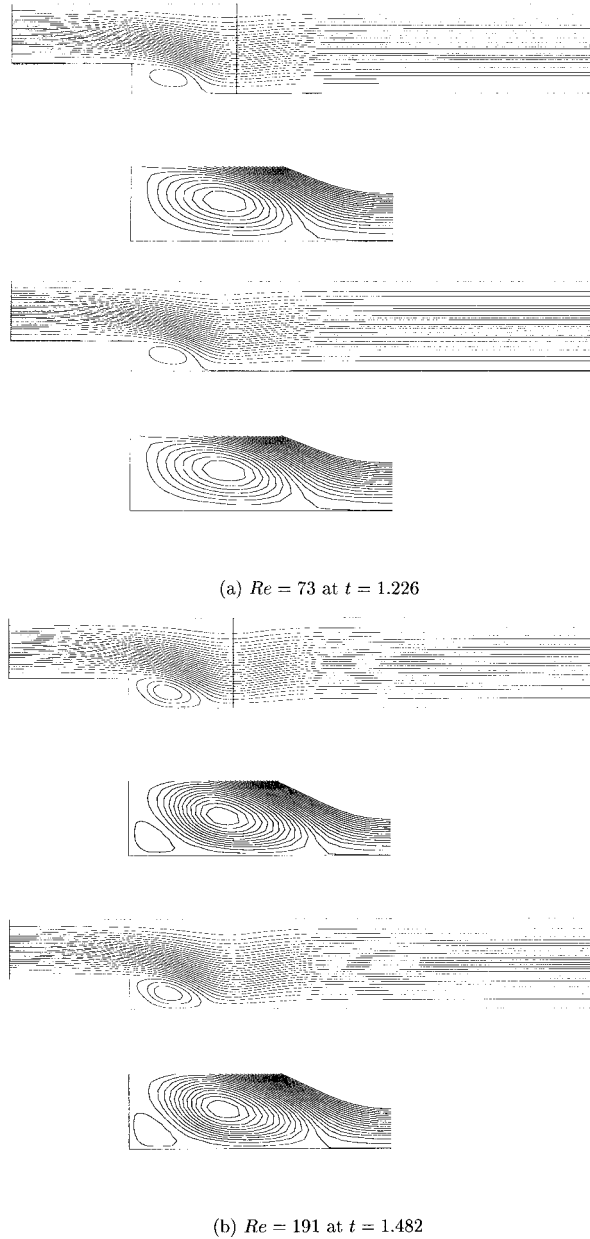 (a) Re = 73 at t = 1.226
(b) Re = 191 at t = 1.482